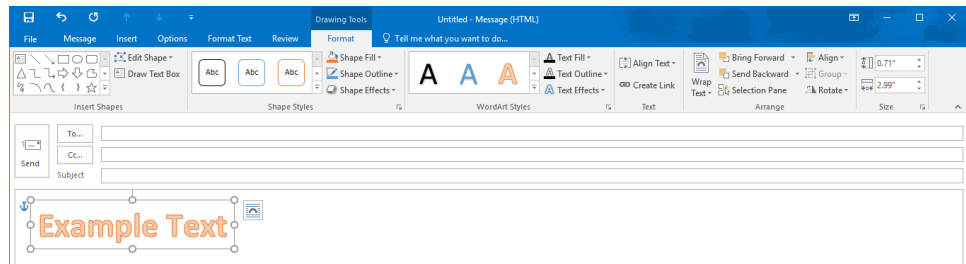 Drawing Tools
Untitled - Message (HTML)
File Message Insert Options Format Text Review Format Tell me what you want to do...
Edit Shape
Draw Text Box
Insert Shapes
Abc Abc Abc
Shape Fill
Shape Outline
Shape Effects
Shape Styles
A A A
Text Fill
Text Outline
Text Effects
WordArt Styles
Align Text
Create Link
Text
Wrap
Text
Bring Forward
Send Backward
Selection Pane
Align
Group
Rotate
Arrange
0.71"
2.99"
Size
Send
To...
Cc...
Subject
Example Text